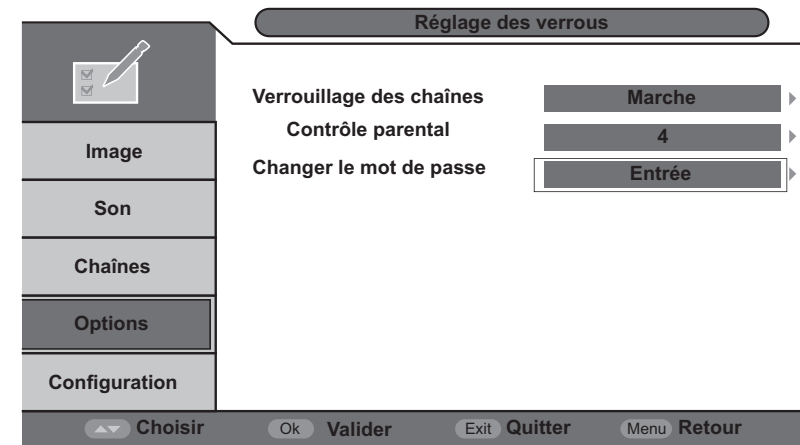 Réglage des verrous
Verrouillage des chaînes Marche
Contrôle parental 4
Changer le mot de passe Entrée
Image
Son
Chaînes
Options
Configuration
Choisir Ok Valider Exit Quitter Menu Retour